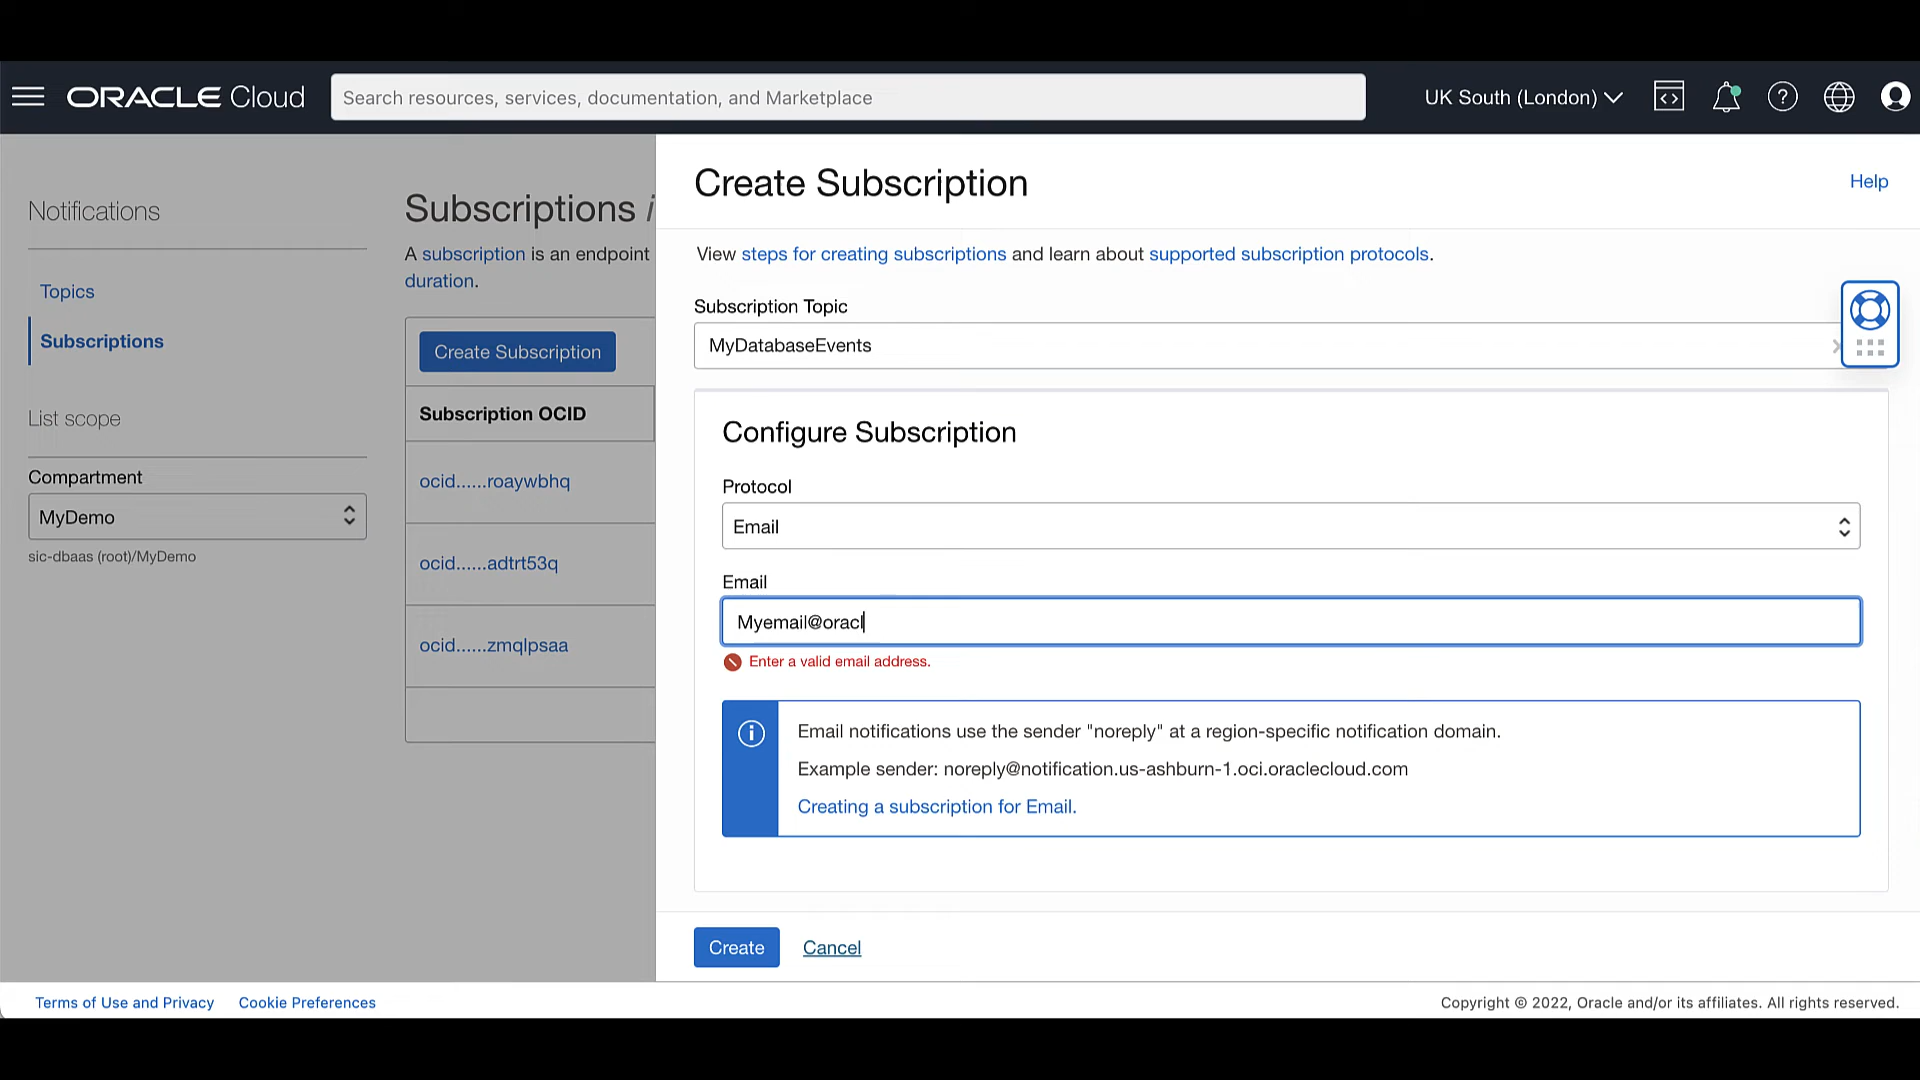 ORACLE Cloud
Search resources, services, documentation, and Marketplace
UK South (London)
Notifications
Topics
Subscriptions
List scope
Compartment
MyDemo
sic-dbaas (root)/MyDemo
Subscriptions i
A subscription is an endpoint
duration.
Create Subscription
Subscription OCID
ocid......roaywbhq
ocid......adtrt53q
ocid......zmqlpsaa
Create Subscription
Help
View steps for creating subscriptions and learn about supported subscription protocols.
Subscription Topic
MyDatabaseEvents
Configure Subscription
Protocol
Email
Email
Myemail@oracl
Enter a valid email address.
Email notifications use the sender "noreply" at a region-specific notification domain.
Example sender: noreply@notification.us-ashburn-1.oci.oraclecloud.com
Creating a subscription for Email.
Create Cancel
Terms of Use and Privacy Cookie Preferences
Copyright © 2022, Oracle and/or its affiliates. All rights reserved.